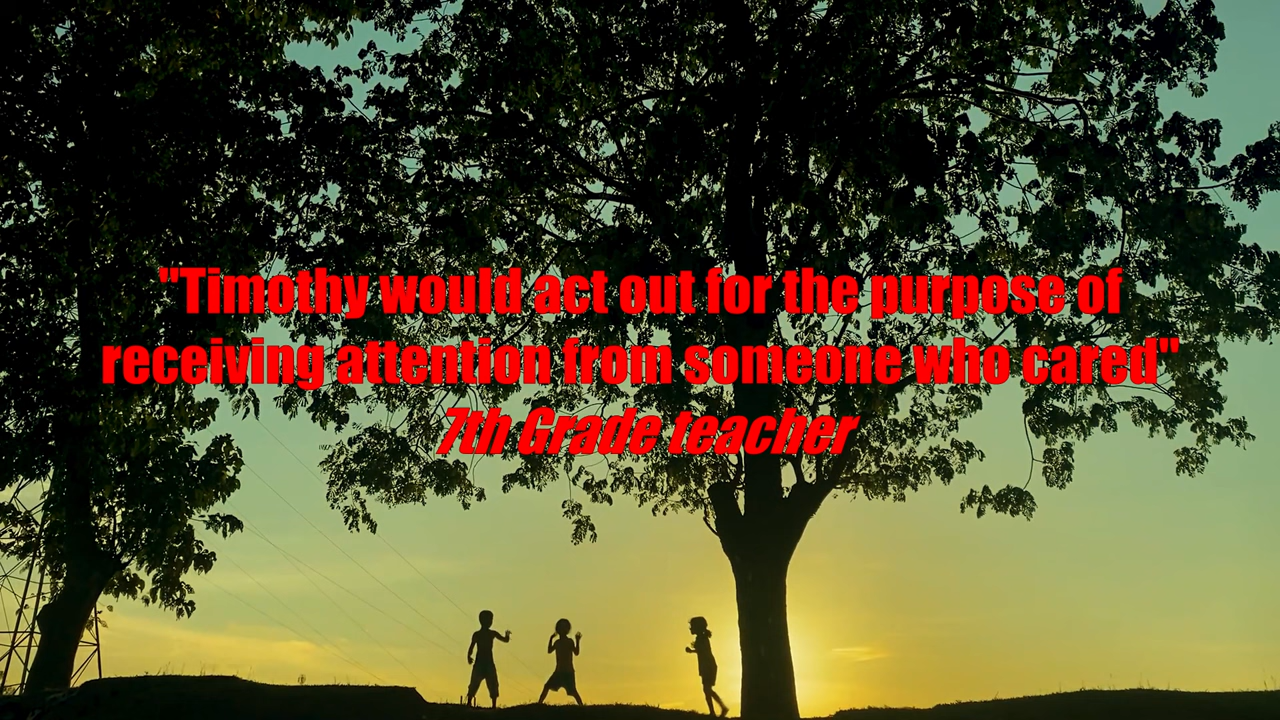 "Timothy would act out for the purpose of
receiving attention from someone who cared"
7th Grade teacher